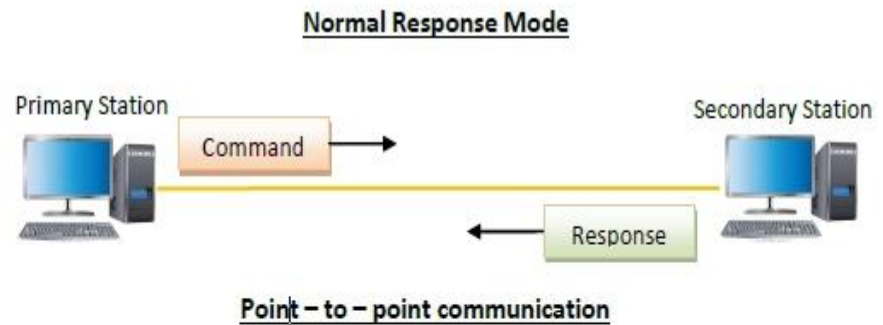 Normal Response Mode
Primary Station
Secondary Station
Command
Response
Point – to – point communication